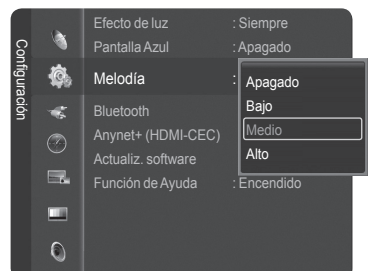 Configuración
Efecto de luz : Siempre
Pantalla Azul : Apagado
Melodía :
Apagado
Bajo
Medio
Alto
Bluetooth
Anynet+ (HDMI-CEC)
Actualiz. software
Función de Ayuda : Encendido